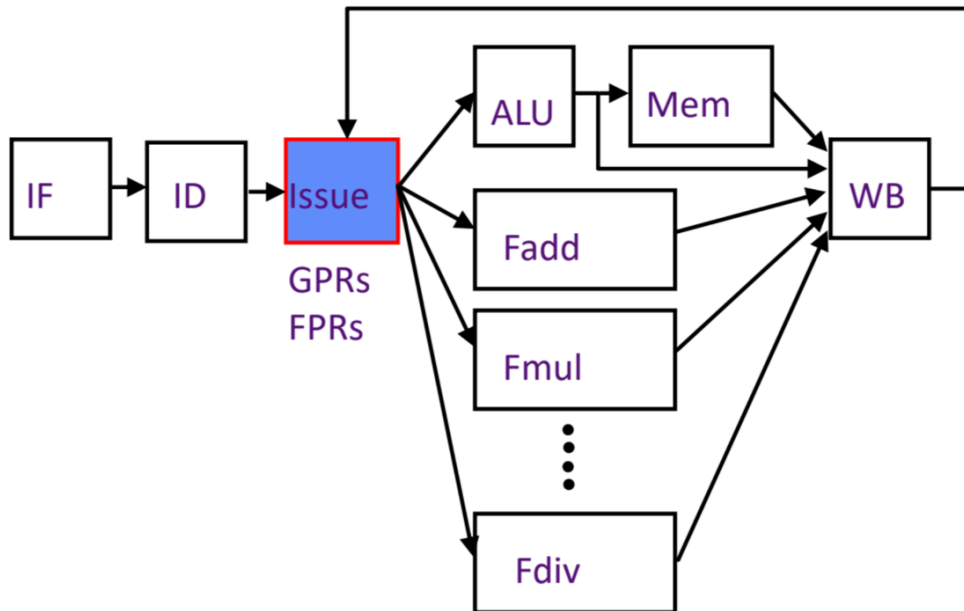 IF
ID
Issue
GPRs
FPRs
ALU
Mem
Fadd
Fmul
Fdiv
WB